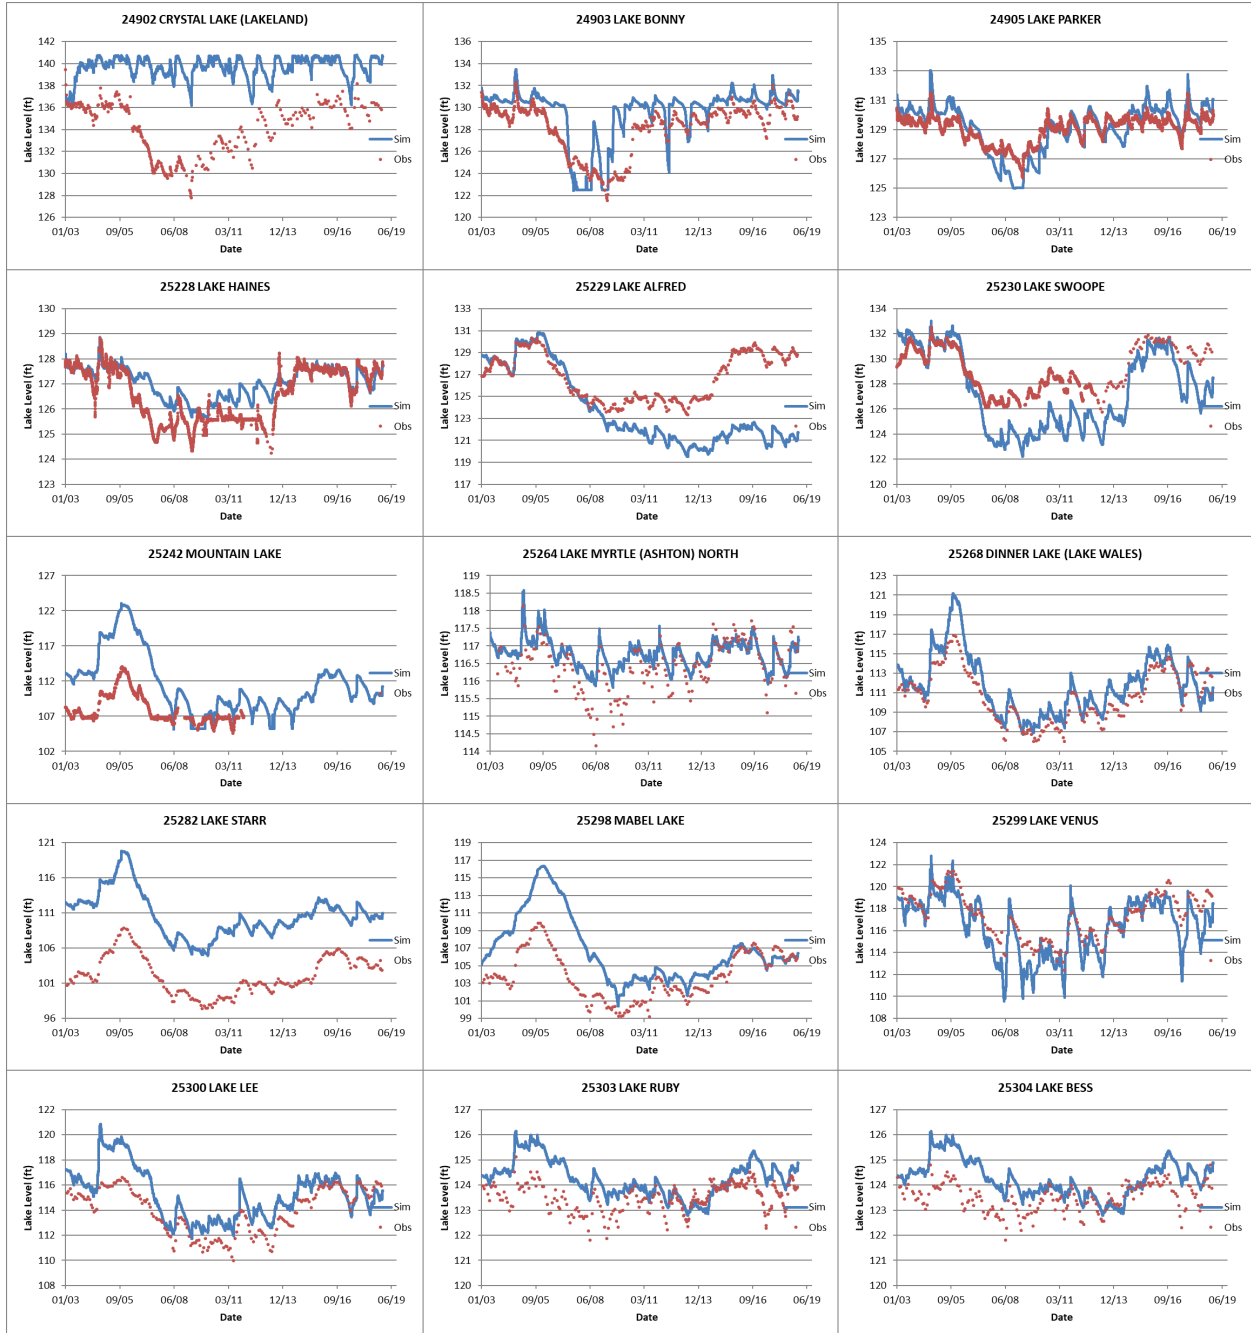 24902 CRYSTAL LAKE (LAKELAND)
142
140
138
136
134
132
130
128
126
Lake Level (ft)
01/03 09/05 06/08 03/11 12/13 09/16 06/19
Date
Sim
Obs
24903 LAKE BONNY
136
134
132
130
128
126
124
122
120
Lake Level (ft)
01/03 09/05 06/08 03/11 12/13 09/16 06/19
Date
Sim
Obs
24905 LAKE PARKER
135
133
131
129
127
125
123
Lake Level (ft)
01/03 09/05 06/08 03/11 12/13 09/16 06/19
Date
Sim
Obs
25228 LAKE HAINES
130
129
128
127
126
125
124
123
Lake Level (ft)
01/03 09/05 06/08 03/11 12/13 09/16 06/19
Date
Sim
Obs
25229 LAKE ALFRED
133
131
129
127
125
123
121
119
117
Lake Level (ft)
01/03 09/05 06/08 03/11 12/13 09/16 06/19
Date
Sim
Obs
25230 LAKE SWOOPE
134
132
130
128
126
124
122
120
Lake Level (ft)
01/03 09/05 06/08 03/11 12/13 09/16 06/19
Date
Sim
Obs
25242 MOUNTAIN LAKE
127
122
117
112
107
102
Lake Level (ft)
01/03 09/05 06/08 03/11 12/13 09/16 06/19
Date
Sim
Obs
25264 LAKE MYRTLE (ASHTON) NORTH
119
118.5
118
117.5
117
116.5
116
115.5
115
114.5
114
Lake Level (ft)
01/03 09/05 06/08 03/11 12/13 09/16 06/19
Date
Sim
Obs
25268 DINNER LAKE (LAKE WALES)
123
121
119
117
115
113
111
109
107
105
Lake Level (ft)
01/03 09/05 06/08 03/11 12/13 09/16 06/19
Date
Sim
Obs
25282 LAKE STARR
121
116
111
106
101
96
Lake Level (ft)
01/03 09/05 06/08 03/11 12/13 09/16 06/19
Date
Sim
Obs
25298 MABEL LAKE
119
117
115
113
111
109
107
105
103
101
99
Lake Level (ft)
01/03 09/05 06/08 03/11 12/13 09/16 06/19
Date
Sim
Obs
25299 LAKE VENUS
124
122
120
118
116
114
112
110
108
Lake Level (ft)
01/03 09/05 06/08 03/11 12/13 09/16 06/19
Date
Sim
Obs
25300 LAKE LEE
122
120
118
116
114
112
110
108
Lake Level (ft)
01/03 09/05 06/08 03/11 12/13 09/16 06/19
Date
Sim
Obs
25303 LAKE RUBY
127
126
125
124
123
122
121
120
Lake Level (ft)
01/03 09/05 06/08 03/11 12/13 09/16 06/19
Date
Sim
Obs
25304 LAKE BESS
127
126
125
124
123
122
121
120
Lake Level (ft)
01/03 09/05 06/08 03/11 12/13 09/16 06/19
Date
Sim
Obs